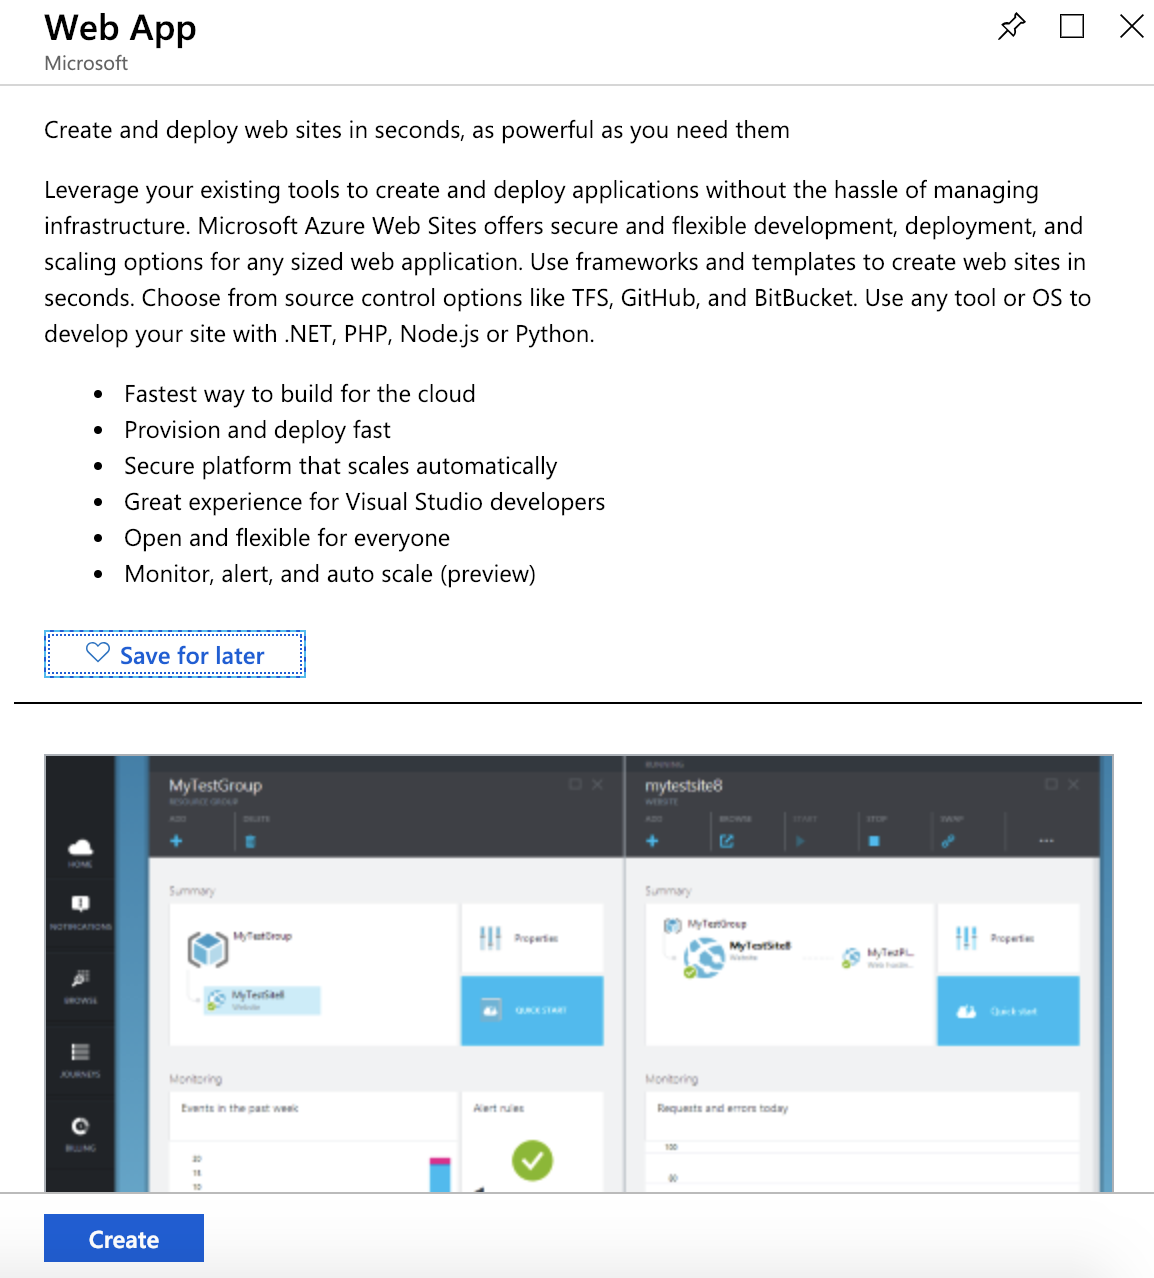 Web App
Microsoft
Create and deploy web sites in seconds, as powerful as you need them
Leverage your existing tools to create and deploy applications without the hassle of managing
infrastructure. Microsoft Azure Web Sites offers secure and flexible development, deployment, and
scaling options for any sized web application. Use frameworks and templates to create web sites in
seconds. Choose from source control options like TFS, GitHub, and BitBucket. Use any tool or OS to
develop your site with .NET, PHP, Node.js or Python.
• Fastest way to build for the cloud
• Provision and deploy fast
• Secure platform that scales automatically
• Great experience for Visual Studio developers
• Open and flexible for everyone
• Monitor, alert, and auto scale (preview)
Save for later
RUNNING
MyTestGroup
mytestsite8
RESOURCE GROUP
WEBSITE
ADD DELETE
ADD BROWSE START STOP SWAP
HOME
NOTIFICATIONS
BROWSE
JOURNEYS
BILLING
Summary
MyTestGroup
MyTestSite8
Website
Properties
QUICK START
Summary
MyTestGroup
MyTestSite8
Website
MyTestPl...
Web hostin...
Properties
Quick start
Monitoring
Events in the past week
20
15
10
Alert rules
Monitoring
Requests and errors today
100
80
Create